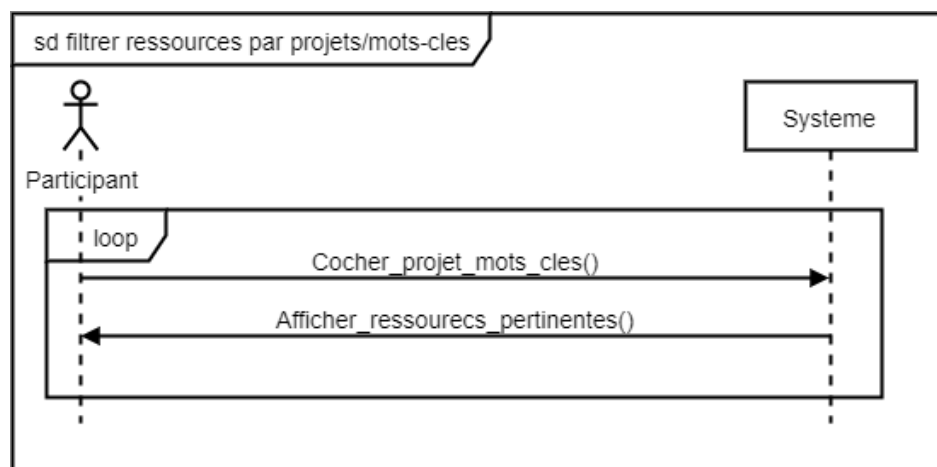 sd filtrer ressources par projets/mots-cles
Systeme
Participant
loop
Cocher_projet_mots_cles()
Afficher_ressourecs_pertinentes()